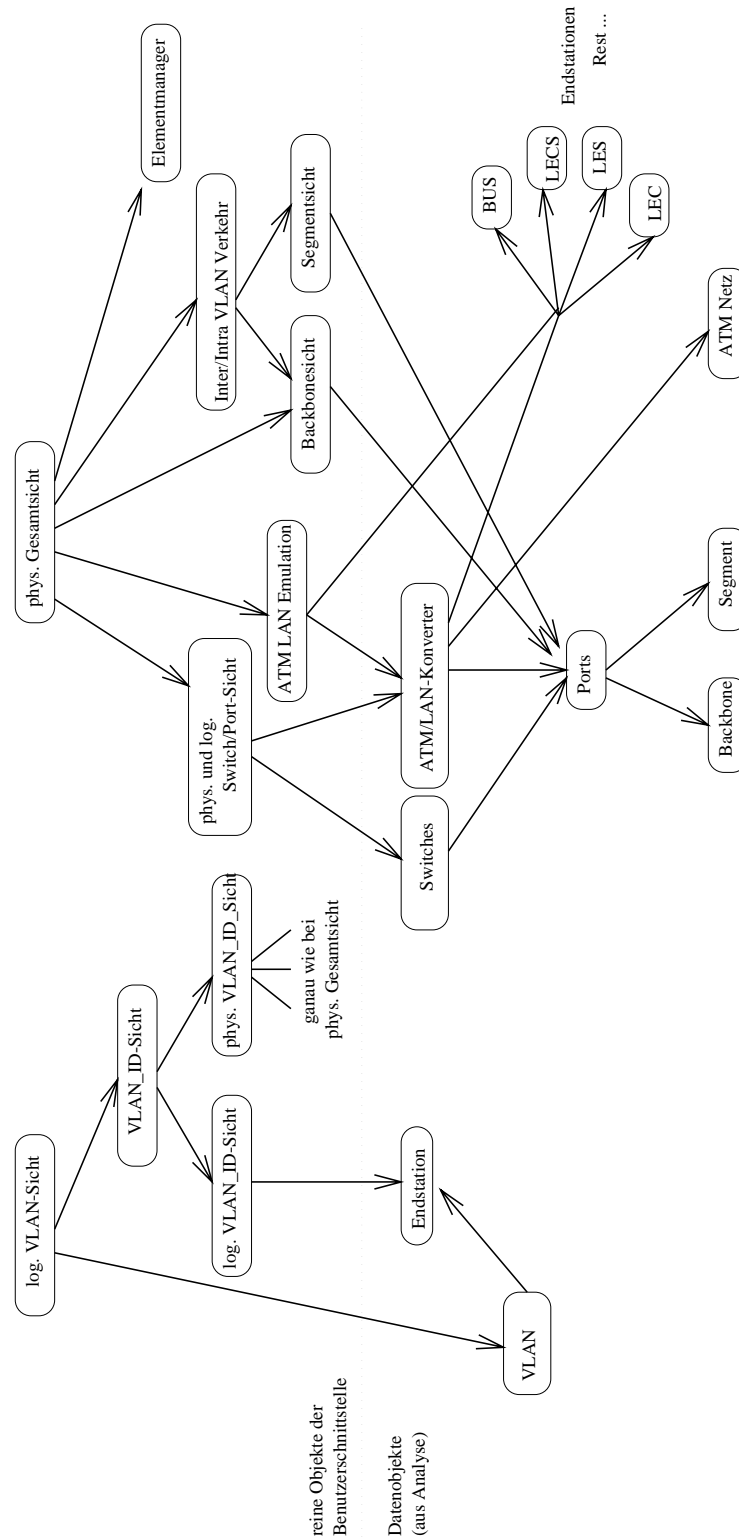 log. VLAN-Sicht
phys. Gesamtsicht
VLAN_ID-Sicht
Elementmanager
phys. und log.
Switch/Port-Sicht
Inter/Intra VLAN Verkehr
log. VLAN_ID-Sicht
phys. VLAN_ID_Sicht
ATM LAN Emulation
Backbonesicht
Segmentsicht
ganau wie bei
phys. Gesamtsicht
reine Objekte der
Benutzerschnittstelle
Datenobjekte
(aus Analyse)
Endstation
Switches
ATM/LAN-Konverter
BUS
LECS
LES
LEC
Endstationen
Rest ...
VLAN
Ports
Backbone
Segment
ATM Netz